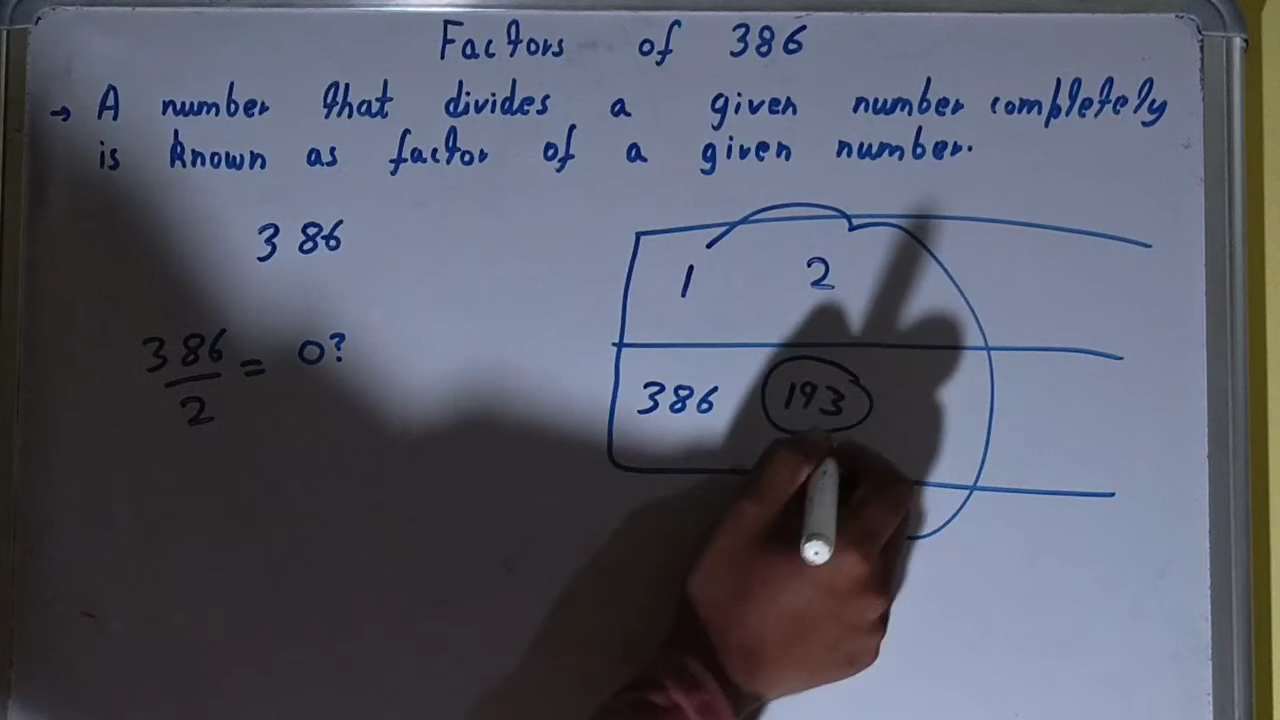 Factors of 386
→ A number that divides a given number completely
is known as factor of a given number.
386
386/2 = 0?
1 2
386 193